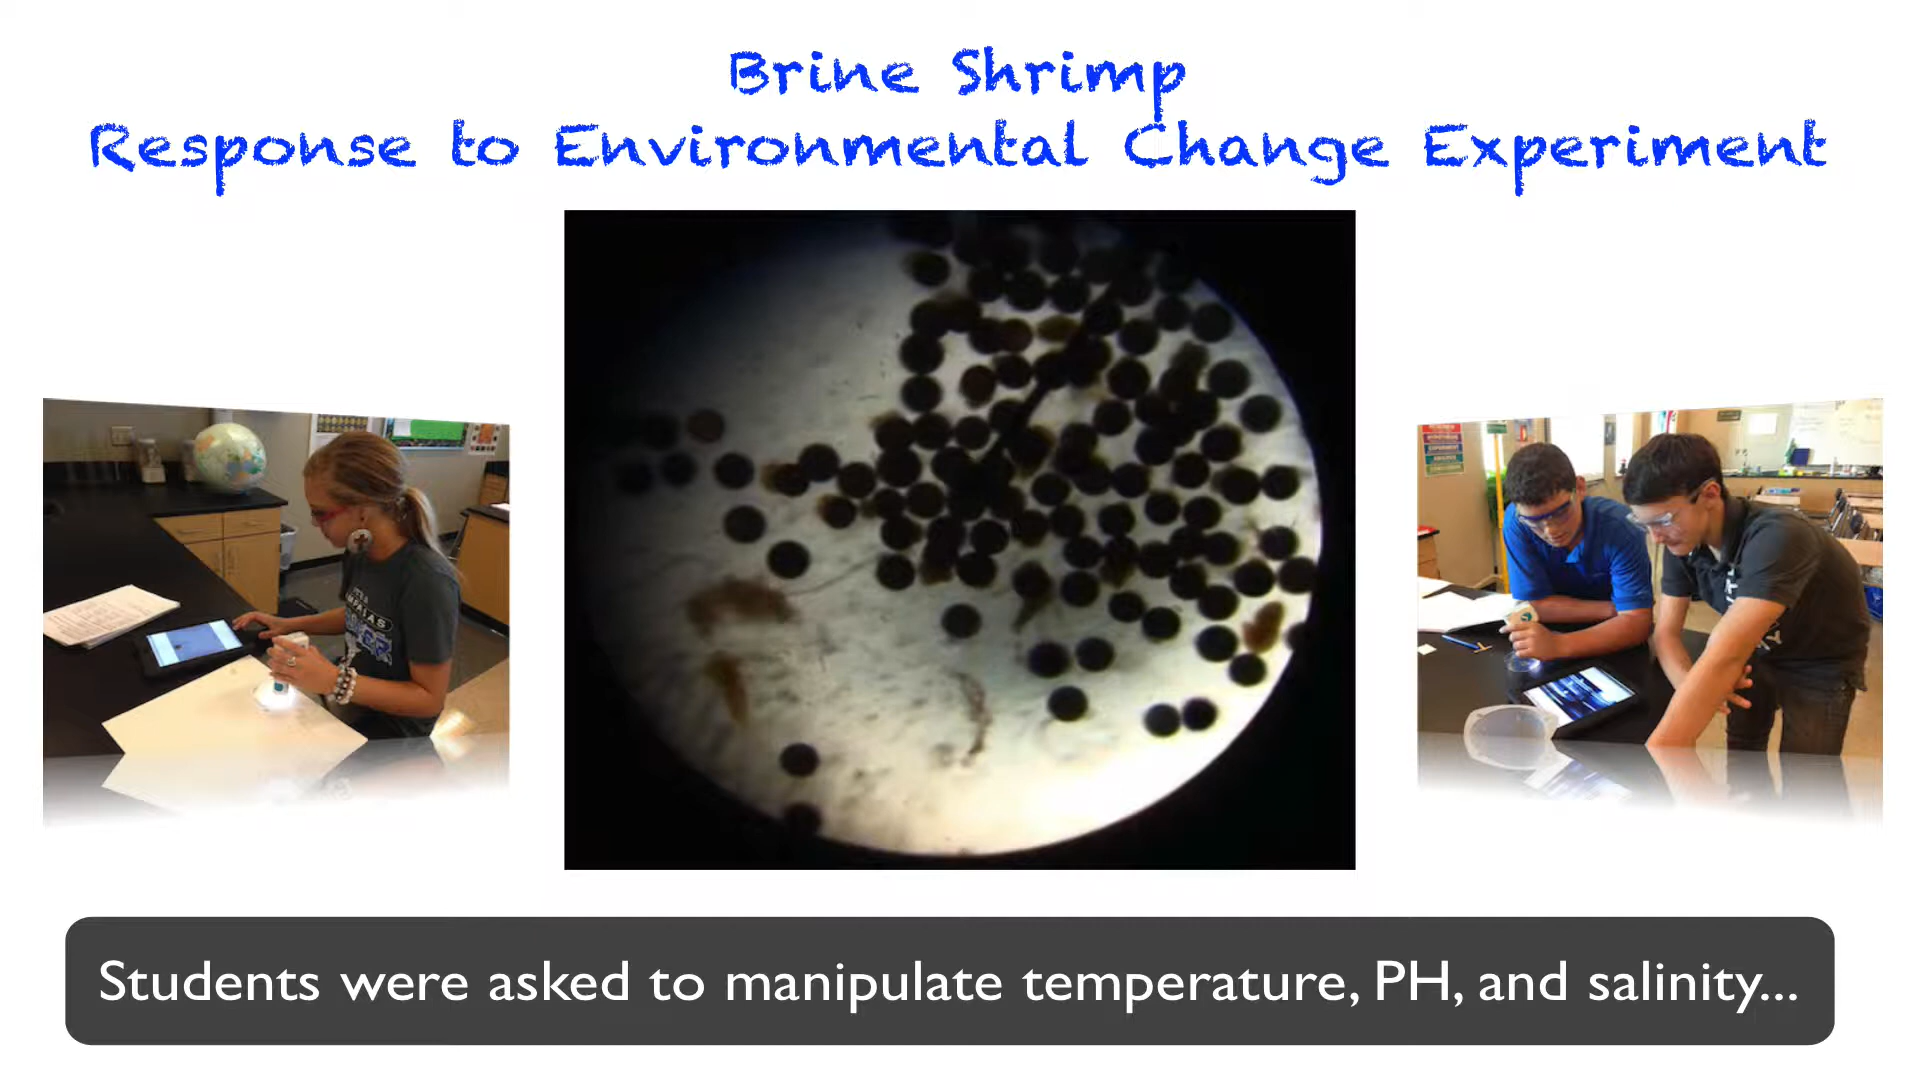 Brine Shrimp
Response to Environmental Change Experiment
Students were asked to manipulate temperature, PH, and salinity...